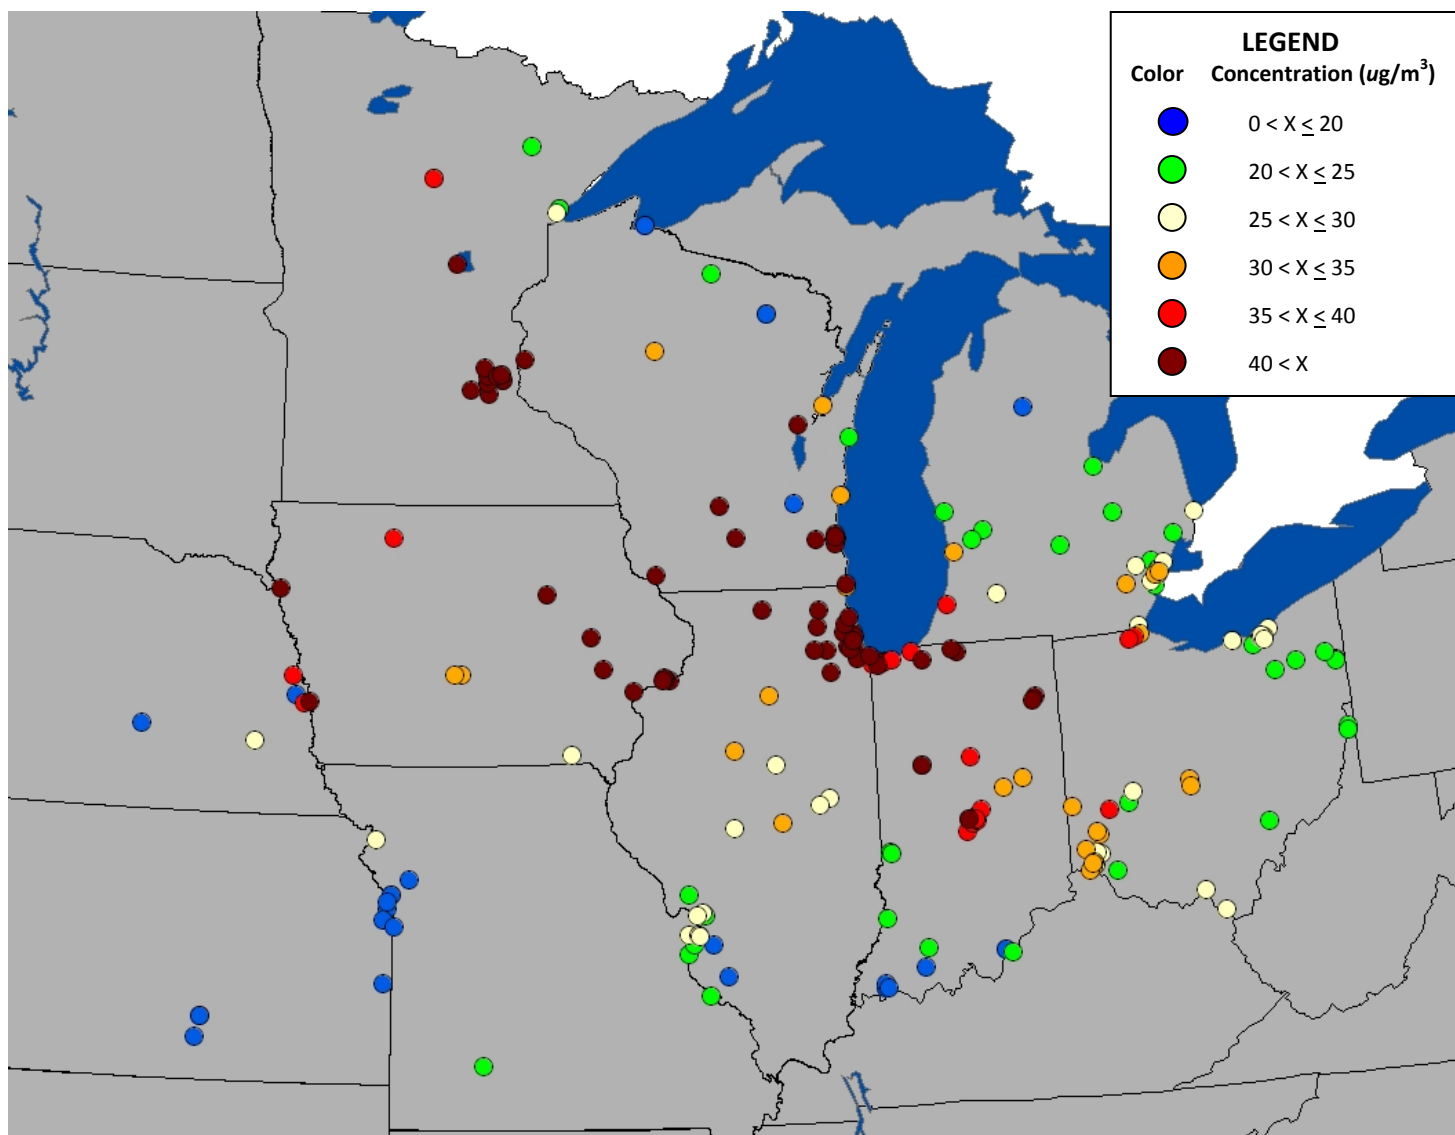 LEGEND
Color Concentration (ug/m³)
0 < X ≤ 20
20 < X ≤ 25
25 < X ≤ 30
30 < X ≤ 35
35 < X ≤ 40
40 < X